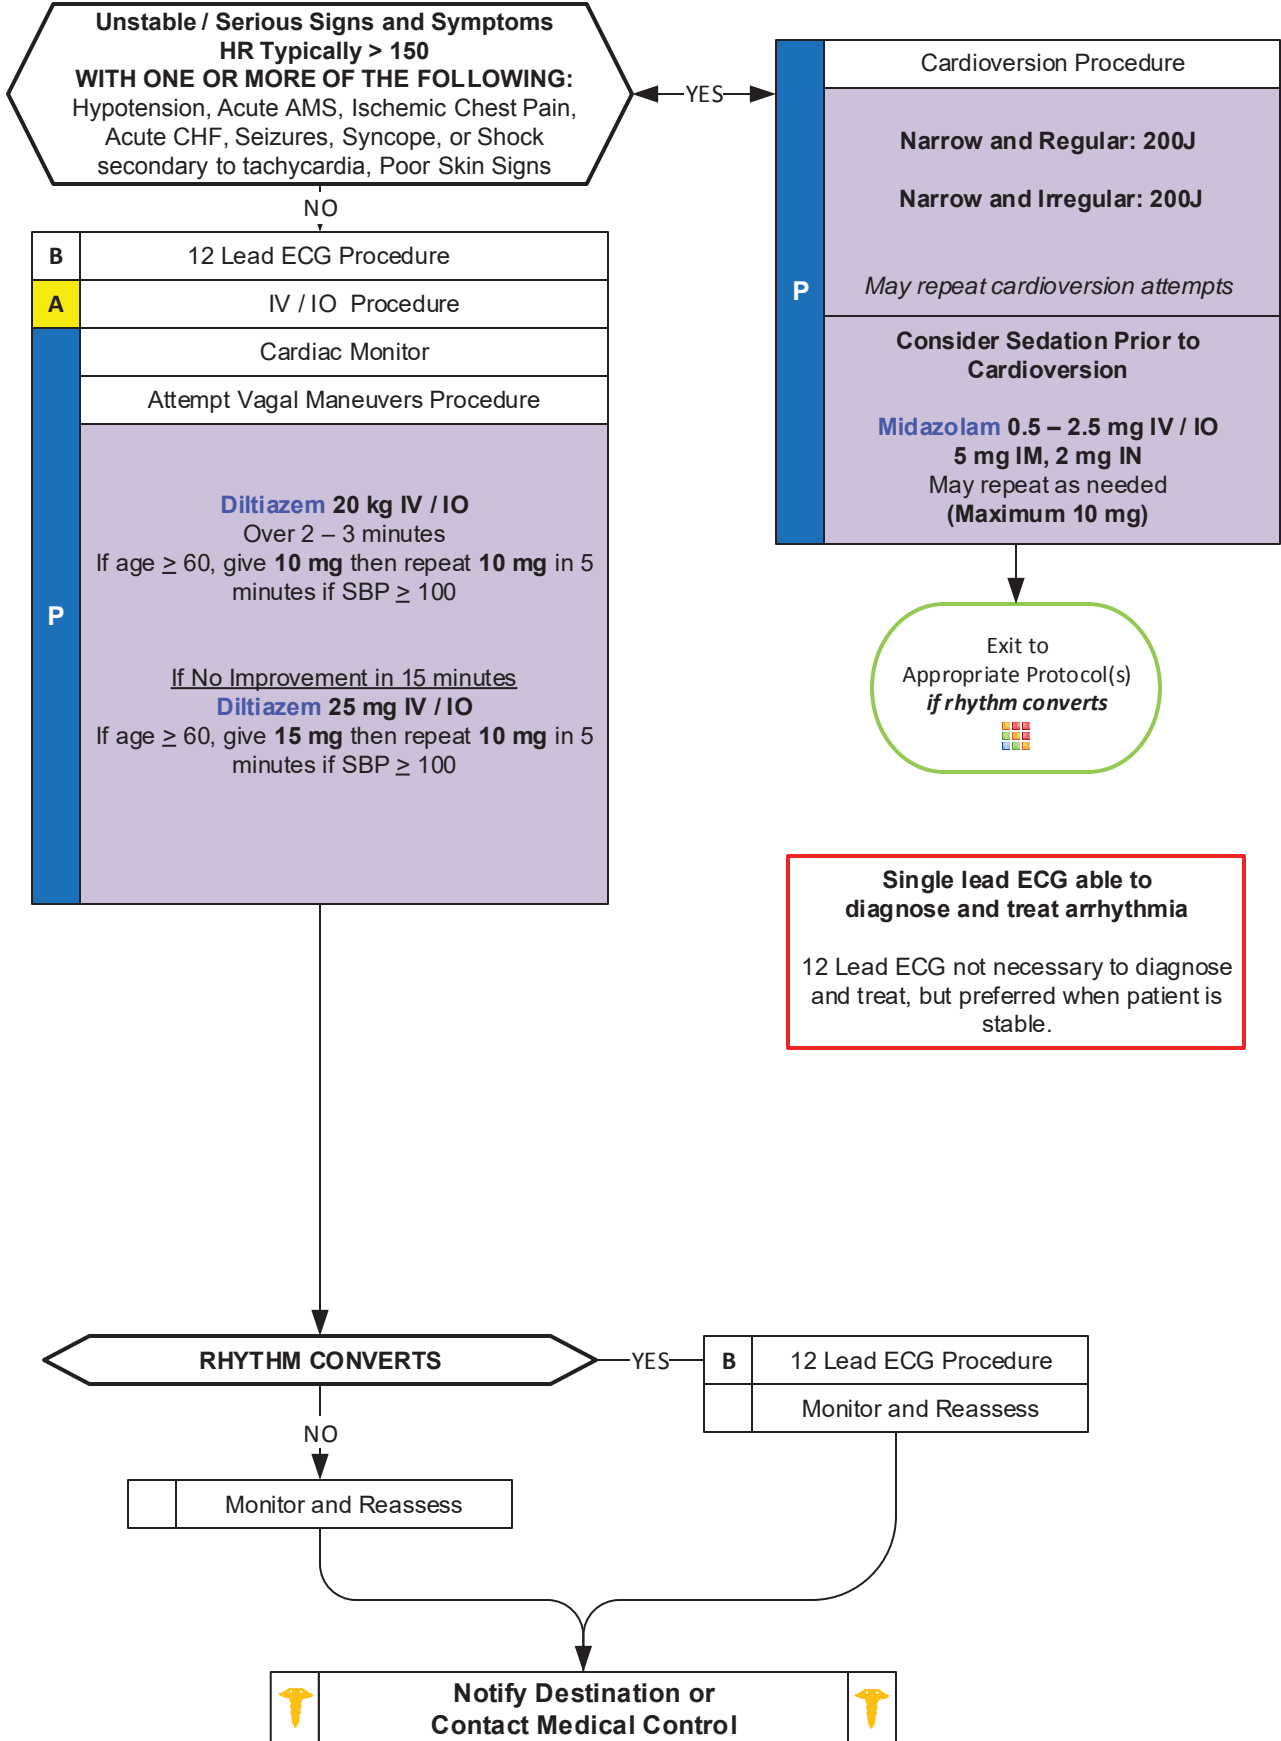 Unstable / Serious Signs and Symptoms
HR Typically > 150
WITH ONE OR MORE OF THE FOLLOWING:
Hypotension, Acute AMS, Ischemic Chest Pain,
Acute CHF, Seizures, Syncope, or Shock
secondary to tachycardia, Poor Skin Signs
YES
NO
Cardioversion Procedure
P
Narrow and Regular: 200J
Narrow and Irregular: 200J
May repeat cardioversion attempts
Consider Sedation Prior to
Cardioversion
Midazolam 0.5 – 2.5 mg IV / IO
5 mg IM, 2 mg IN
May repeat as needed
(Maximum 10 mg)
Exit to
Appropriate Protocol(s)
if rhythm converts
B 12 Lead ECG Procedure
A IV / IO Procedure
P
Cardiac Monitor
Attempt Vagal Maneuvers Procedure
Diltiazem 20 kg IV / IO
Over 2 – 3 minutes
If age ≥ 60, give 10 mg then repeat 10 mg in 5
minutes if SBP ≥ 100
If No Improvement in 15 minutes
Diltiazem 25 mg IV / IO
If age ≥ 60, give 15 mg then repeat 10 mg in 5
minutes if SBP ≥ 100
Single lead ECG able to
diagnose and treat arrhythmia
12 Lead ECG not necessary to diagnose
and treat, but preferred when patient is
stable.
RHYTHM CONVERTS
YES
B 12 Lead ECG Procedure
Monitor and Reassess
NO
Monitor and Reassess
Notify Destination or
Contact Medical Control